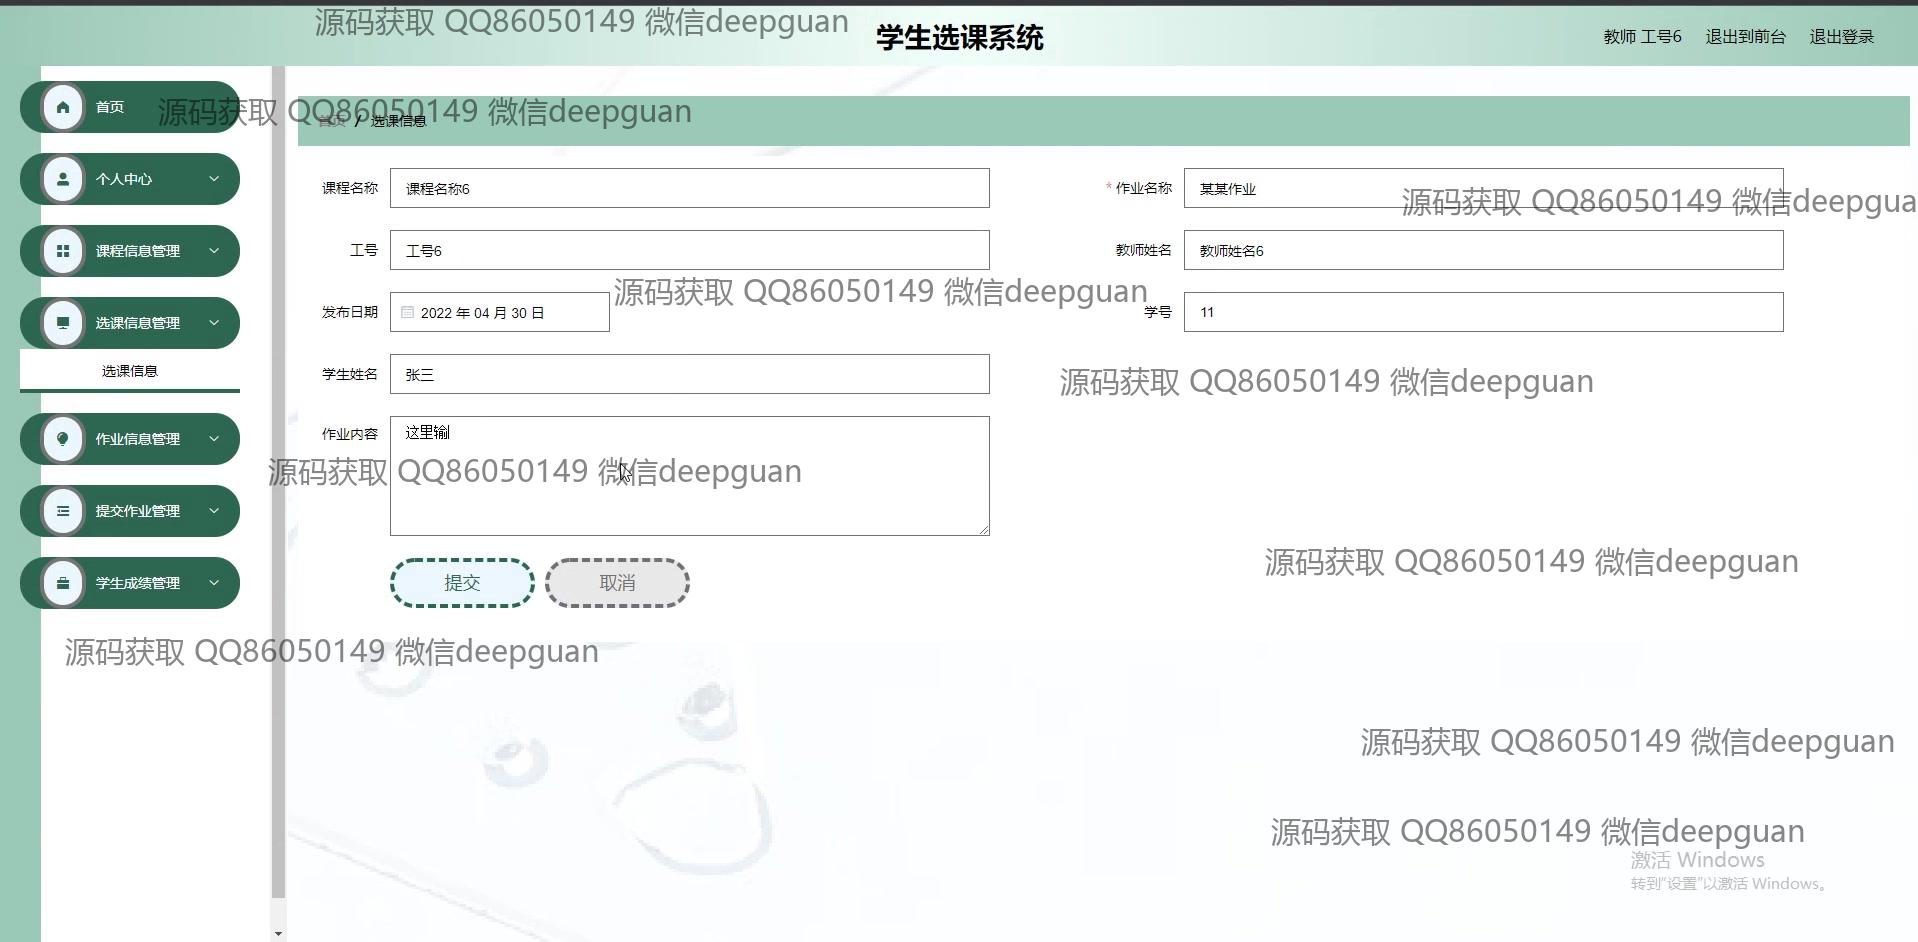 源码获取 QQ86050149 微信deepguan
学生选课系统
教师 工号6 退出到前台 退出登录
首页
源码获取 QQ86050149 微信deepguan
首页 / 选课信息
个人中心
课程名称 课程名称6
* 作业名称 某某作业
源码获取 QQ86050149 微信deepgua
课程信息管理
工号 工号6
教师姓名 教师姓名6
源码获取 QQ86050149 微信deepguan
选课信息管理
发布日期 2022 年 04 月 30 日
学号 11
选课信息
学生姓名 张三
源码获取 QQ86050149 微信deepguan
作业信息管理
作业内容 这里输
源码获取 QQ86050149 微信deepguan
提交作业管理
源码获取 QQ86050149 微信deepguan
学生成绩管理
提交 取消
源码获取 QQ86050149 微信deepguan
源码获取 QQ86050149 微信deepguan
源码获取 QQ86050149 微信deepguan
激活 Windows
转到“设置”以激活 Windows。